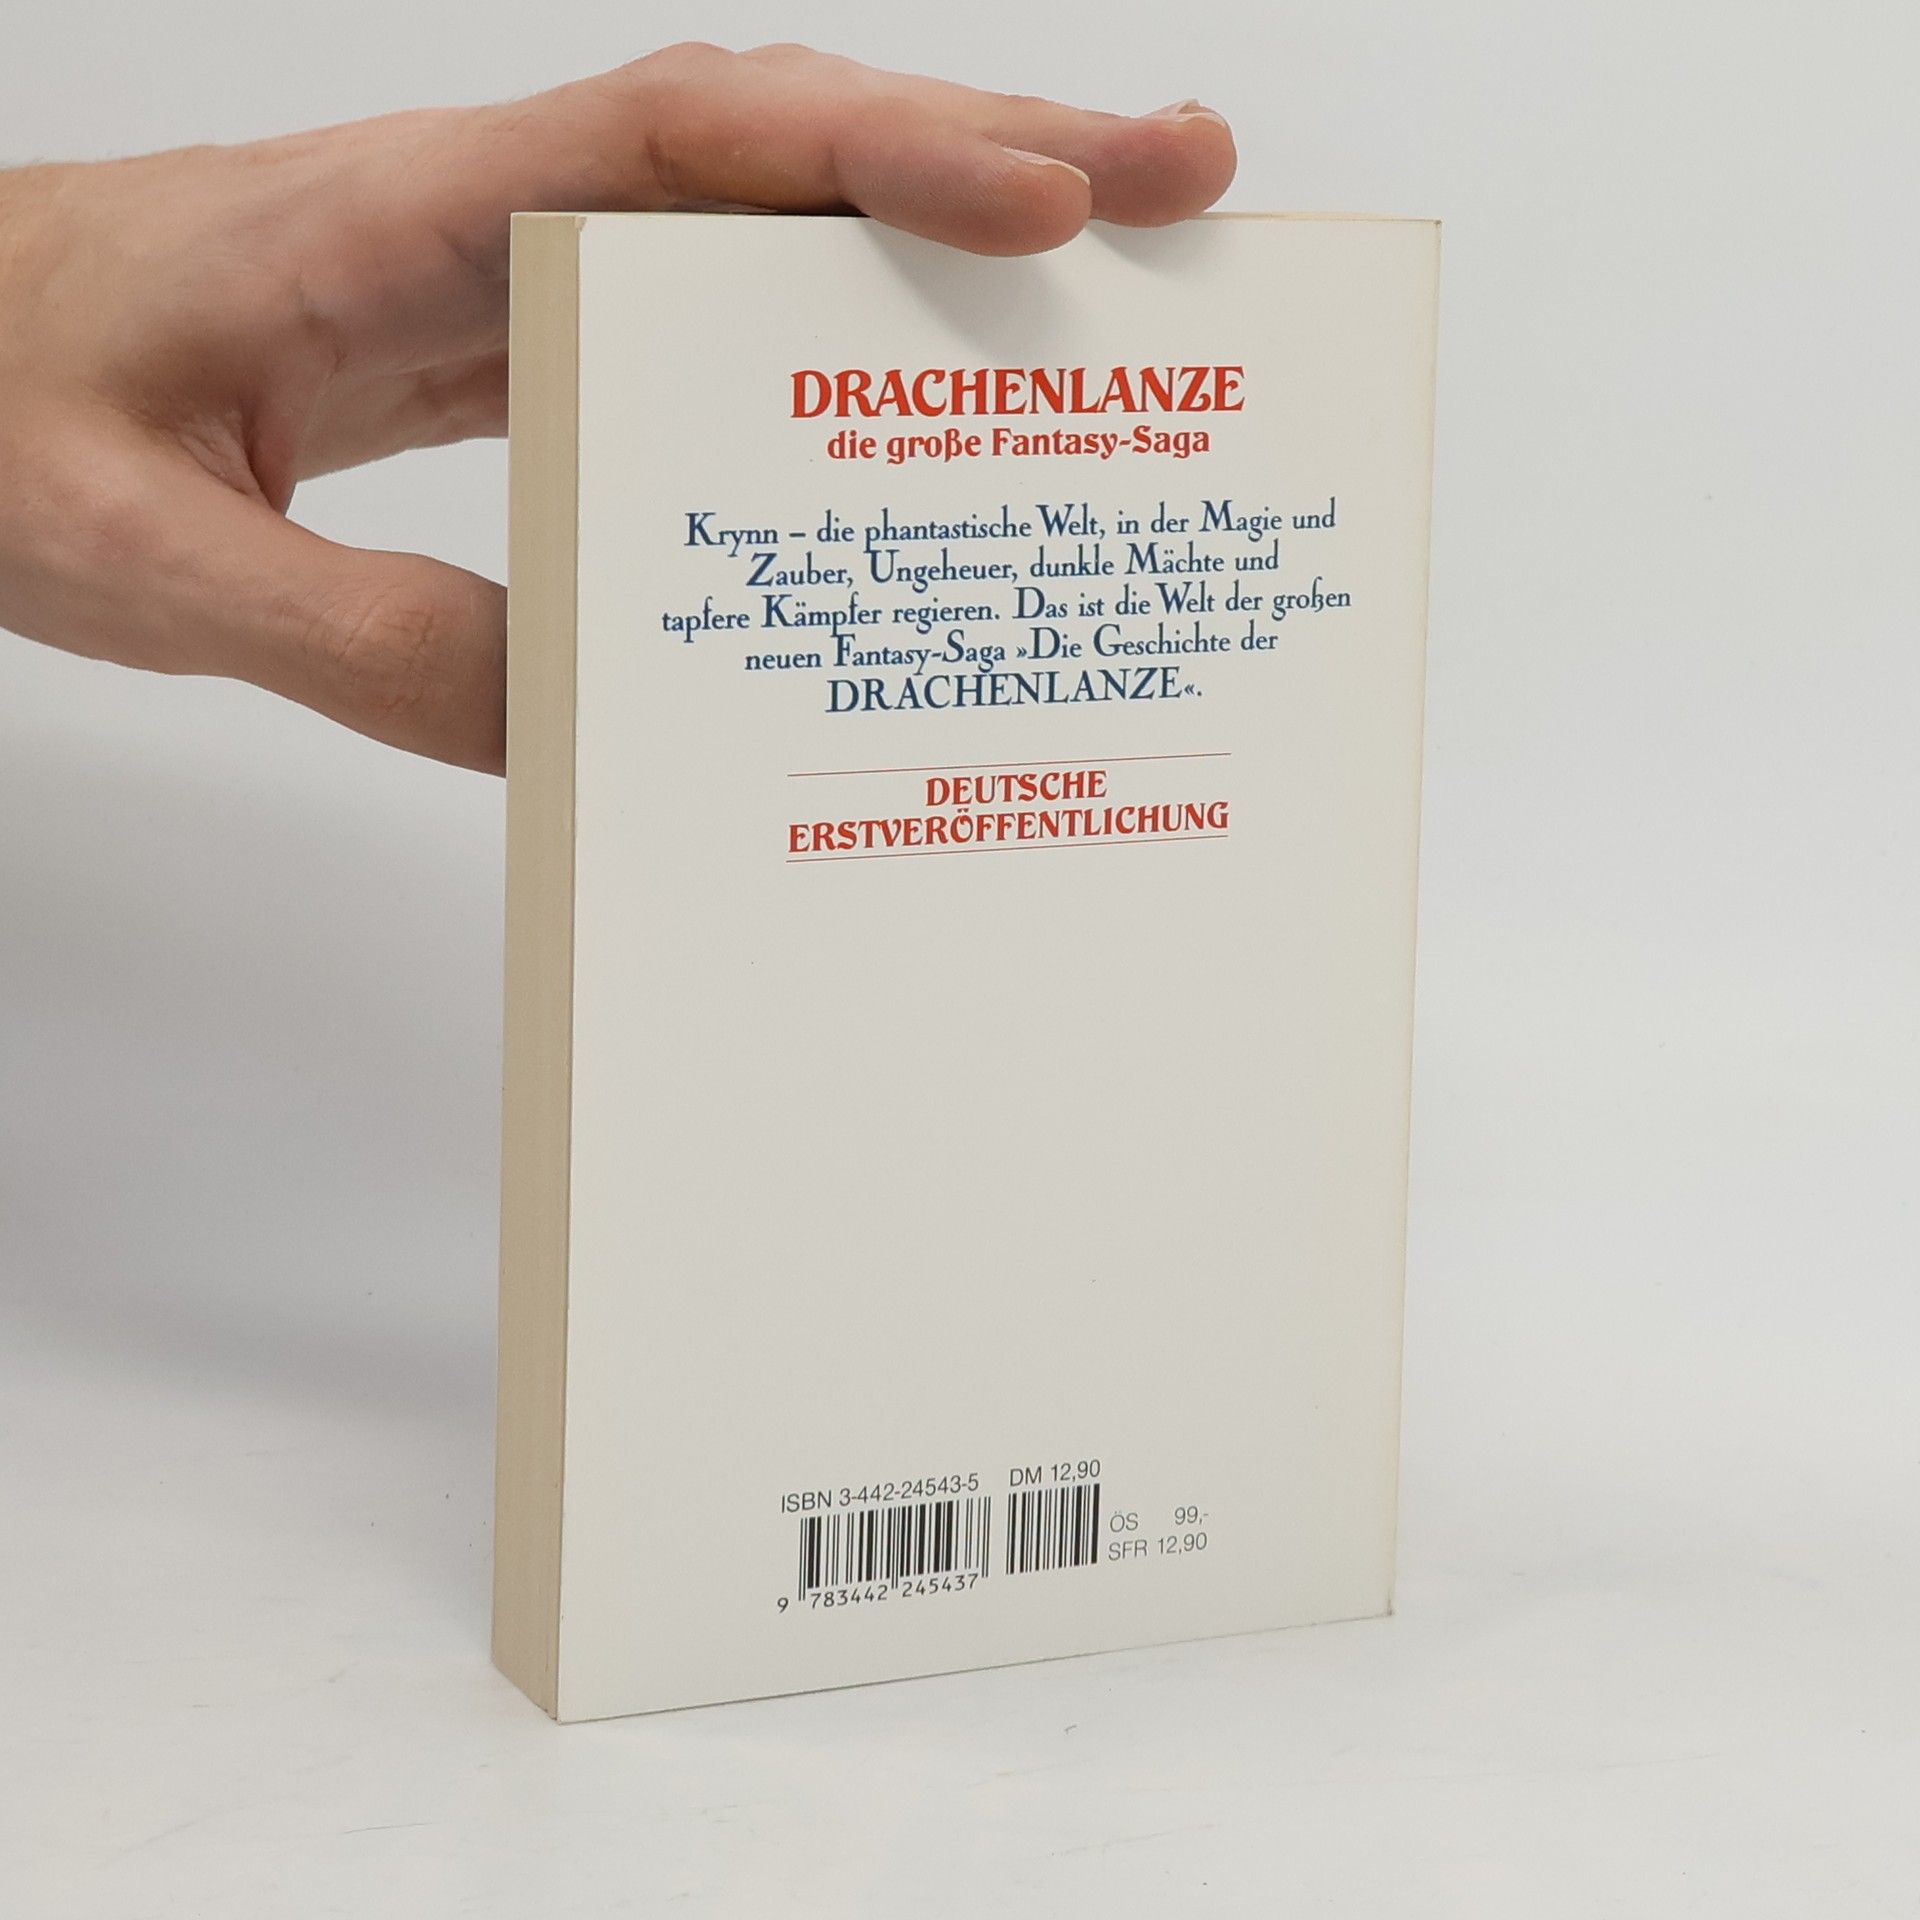 DRACHENLANZE
die große Fantasy-Saga
Krynn – die phantastische Welt, in der Magie und
Zauber, Ungeheuer, dunkle Mächte und
tapfere Kämpfer regieren. Das ist die Welt der großen
neuen Fantasy-Saga »Die Geschichte der
DRACHENLANZE«.
DEUTSCHE
ERSTVERÖFFENTLICHUNG
ISBN 3-442-24543-5 DM 12,90
ÖS 99,-
SFR 12,90
9 783442 245437